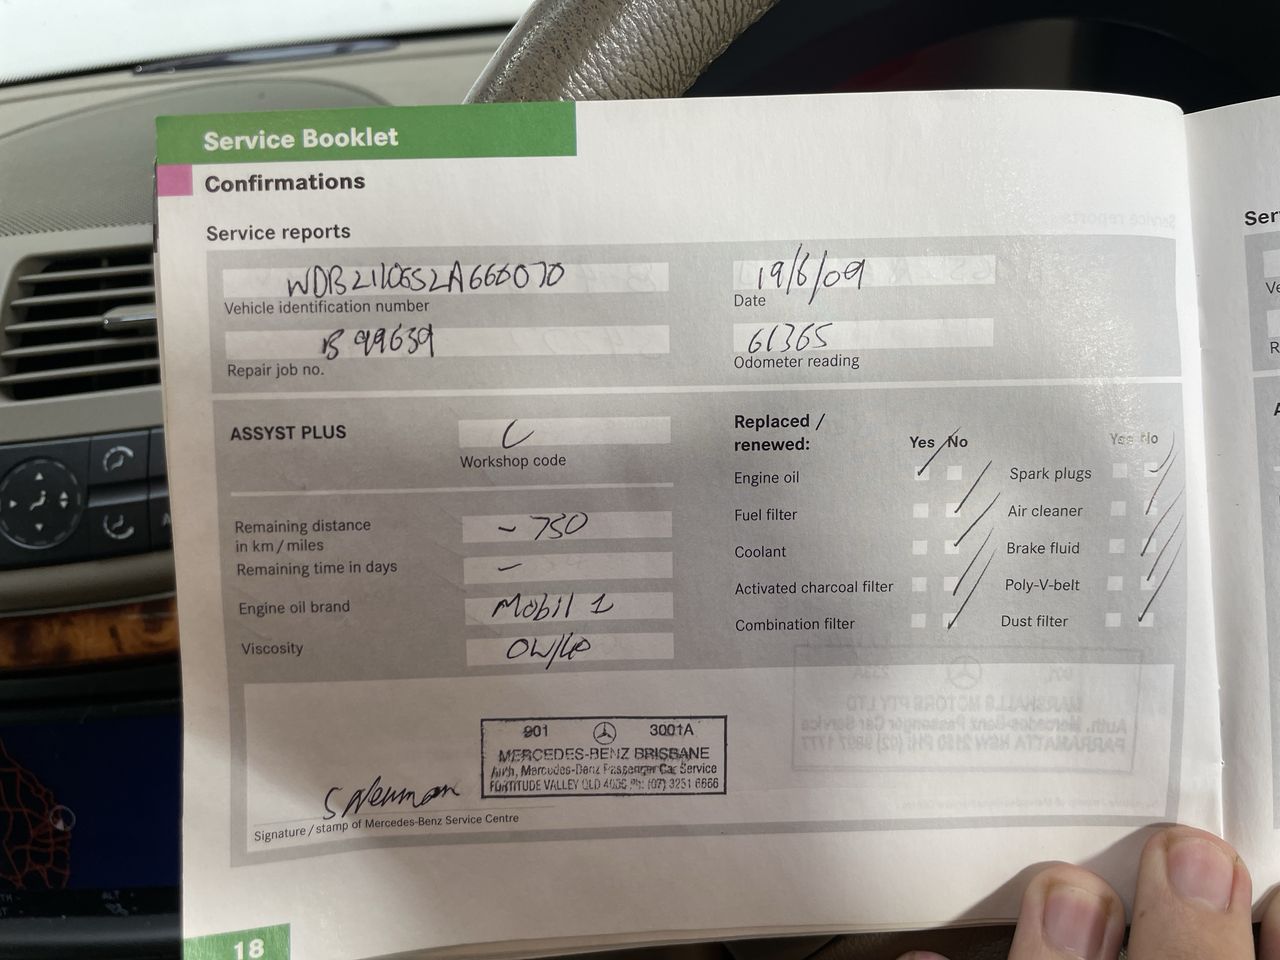 Service Booklet
Confirmations
Service reports
WDB2110652A660070
Vehicle identification number
19/6/09
Date
B 99639
Repair job no.
61365
Odometer reading
ASSYST PLUS
C
Workshop code
Remaining distance
in km / miles
- 750
Remaining time in days
-
Engine oil brand
Mobil 1
Viscosity
0W/40
Replaced /
renewed:
Yes No
Yes No
Engine oil
Spark plugs
Fuel filter
Air cleaner
Coolant
Brake fluid
Activated charcoal filter
Poly-V-belt
Combination filter
Dust filter
901 3001A
MERCEDES-BENZ BRISBANE
Auth. Mercedes-Benz Passenger Car Service
FORTITUDE VALLEY QLD 4006 Ph: (07) 3251 6666
S Newman
Signature / stamp of Mercedes-Benz Service Centre
18
Ser
Ve
R